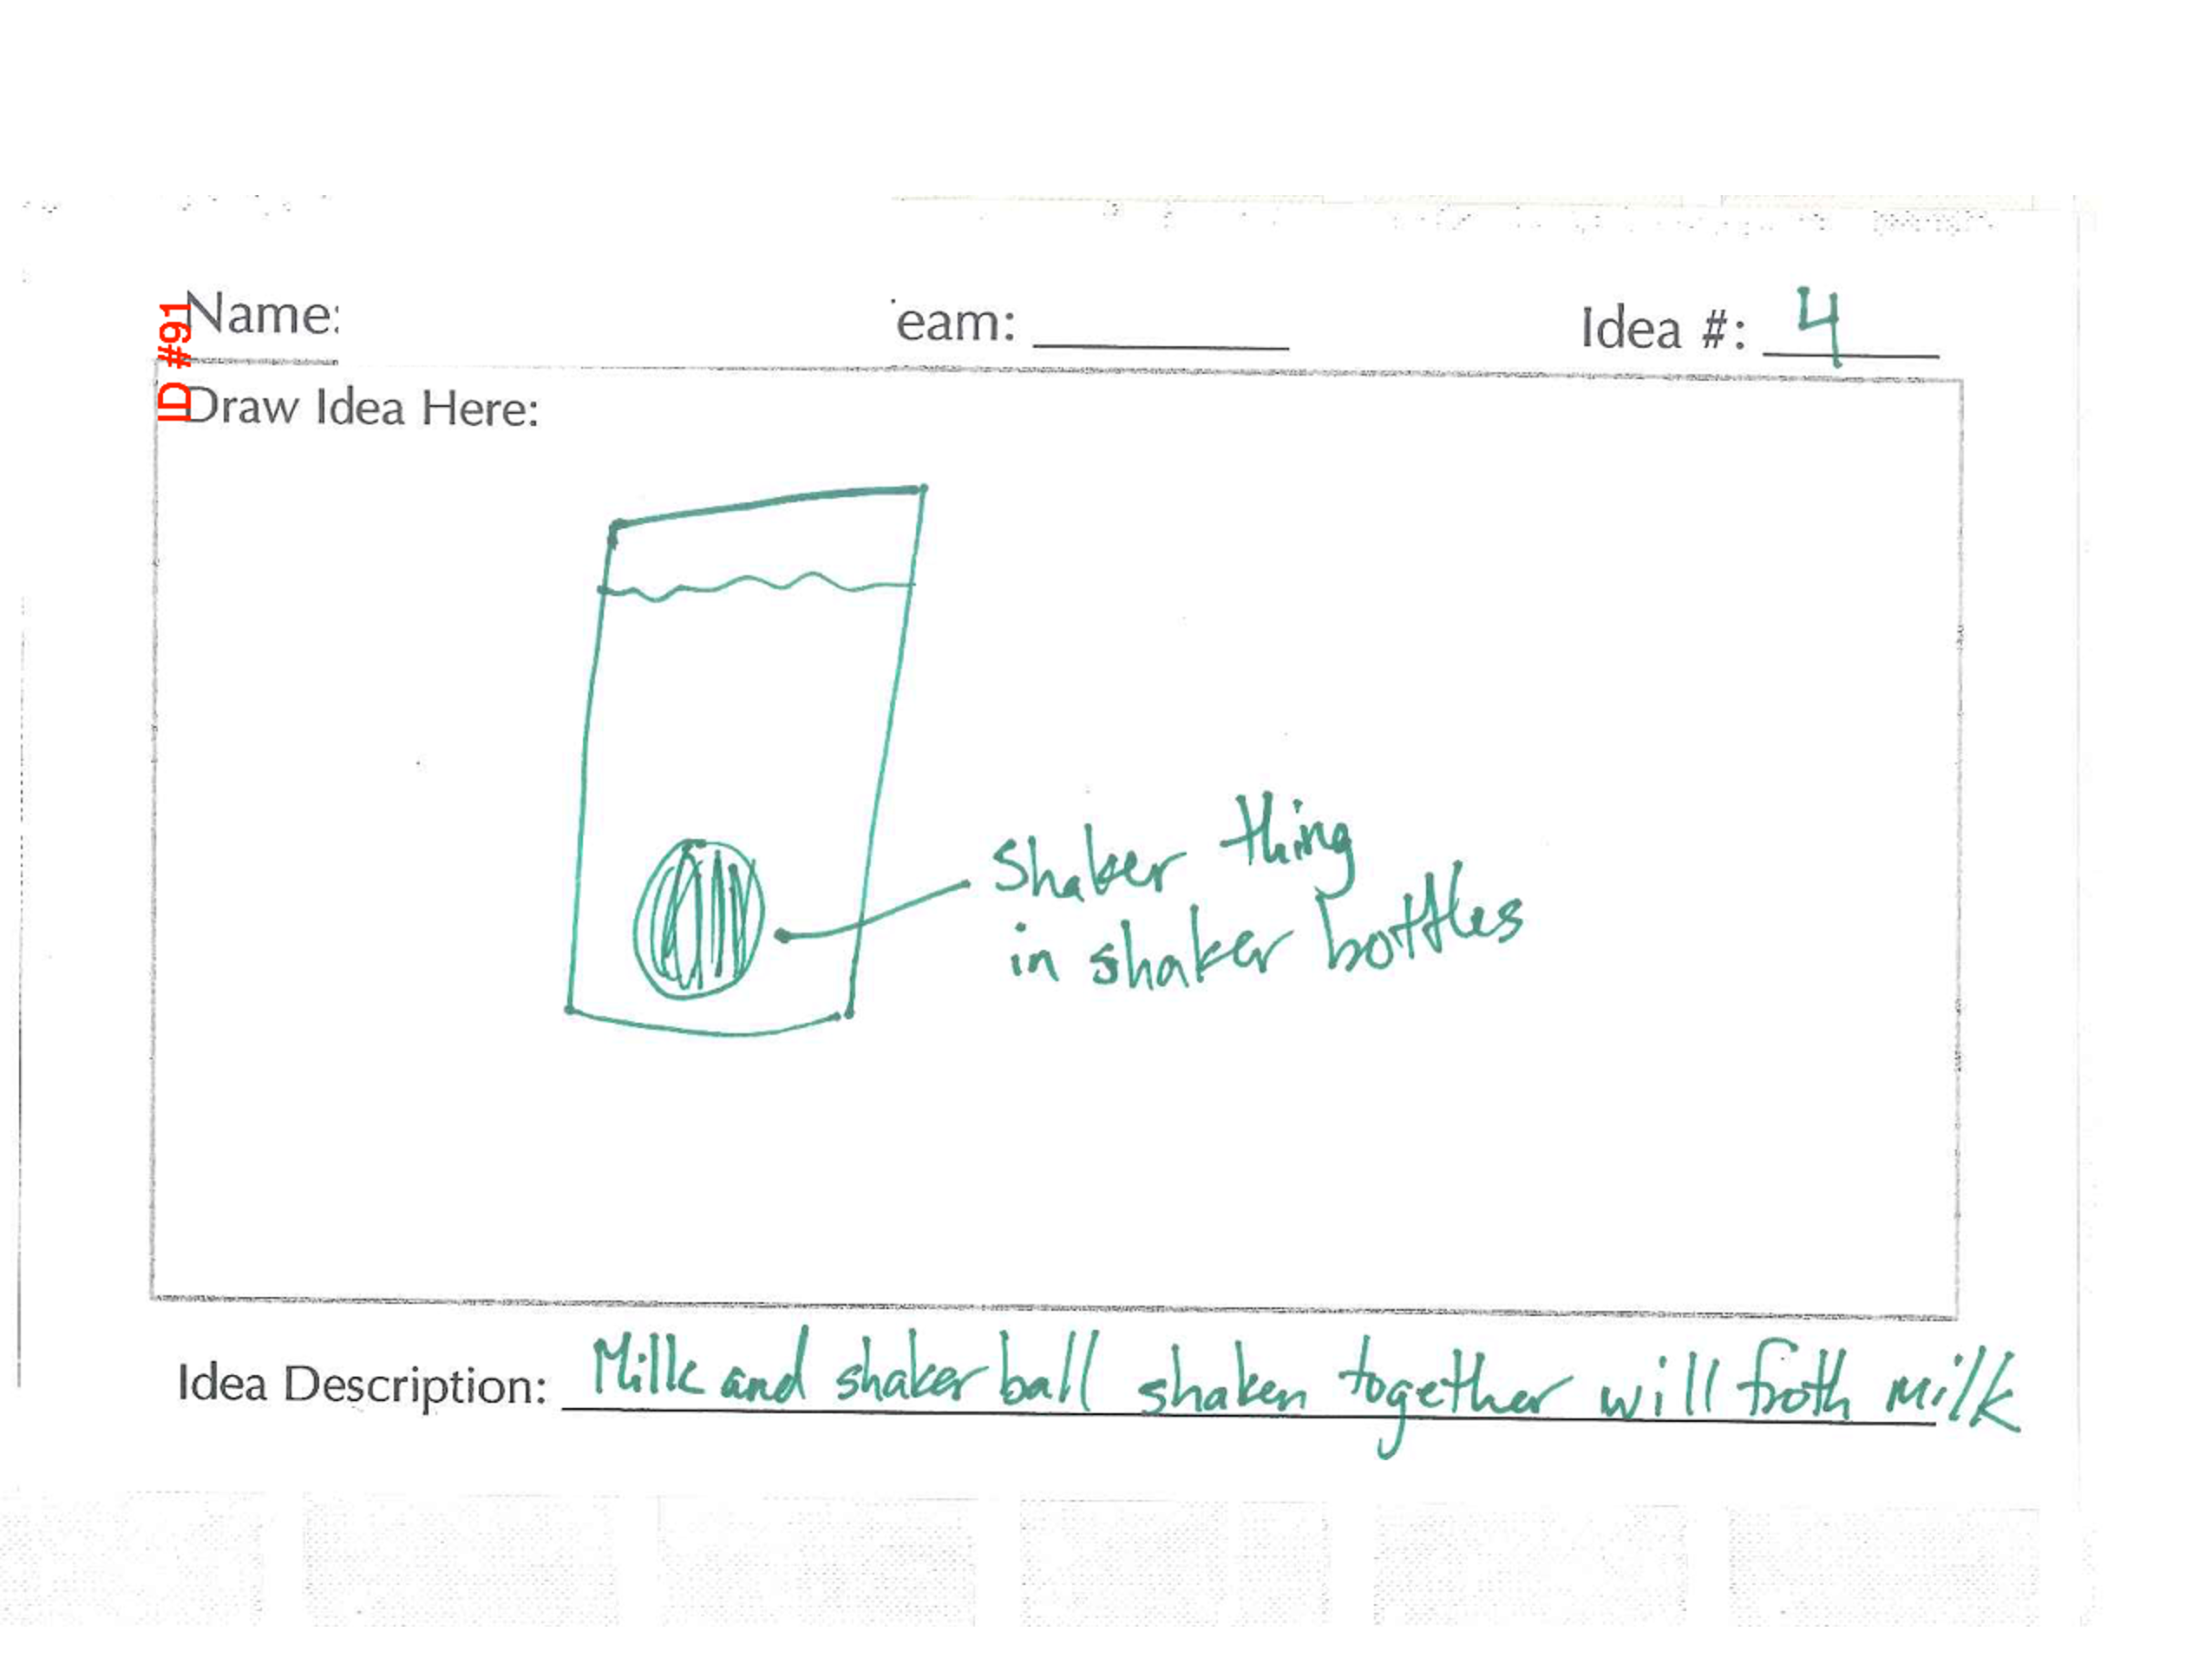 ID #91
Name:
eam:
Idea #: 4
Draw Idea Here:
Shaker thing
in shaker bottles
Idea Description: Milk and shaker ball shaken together will froth milk